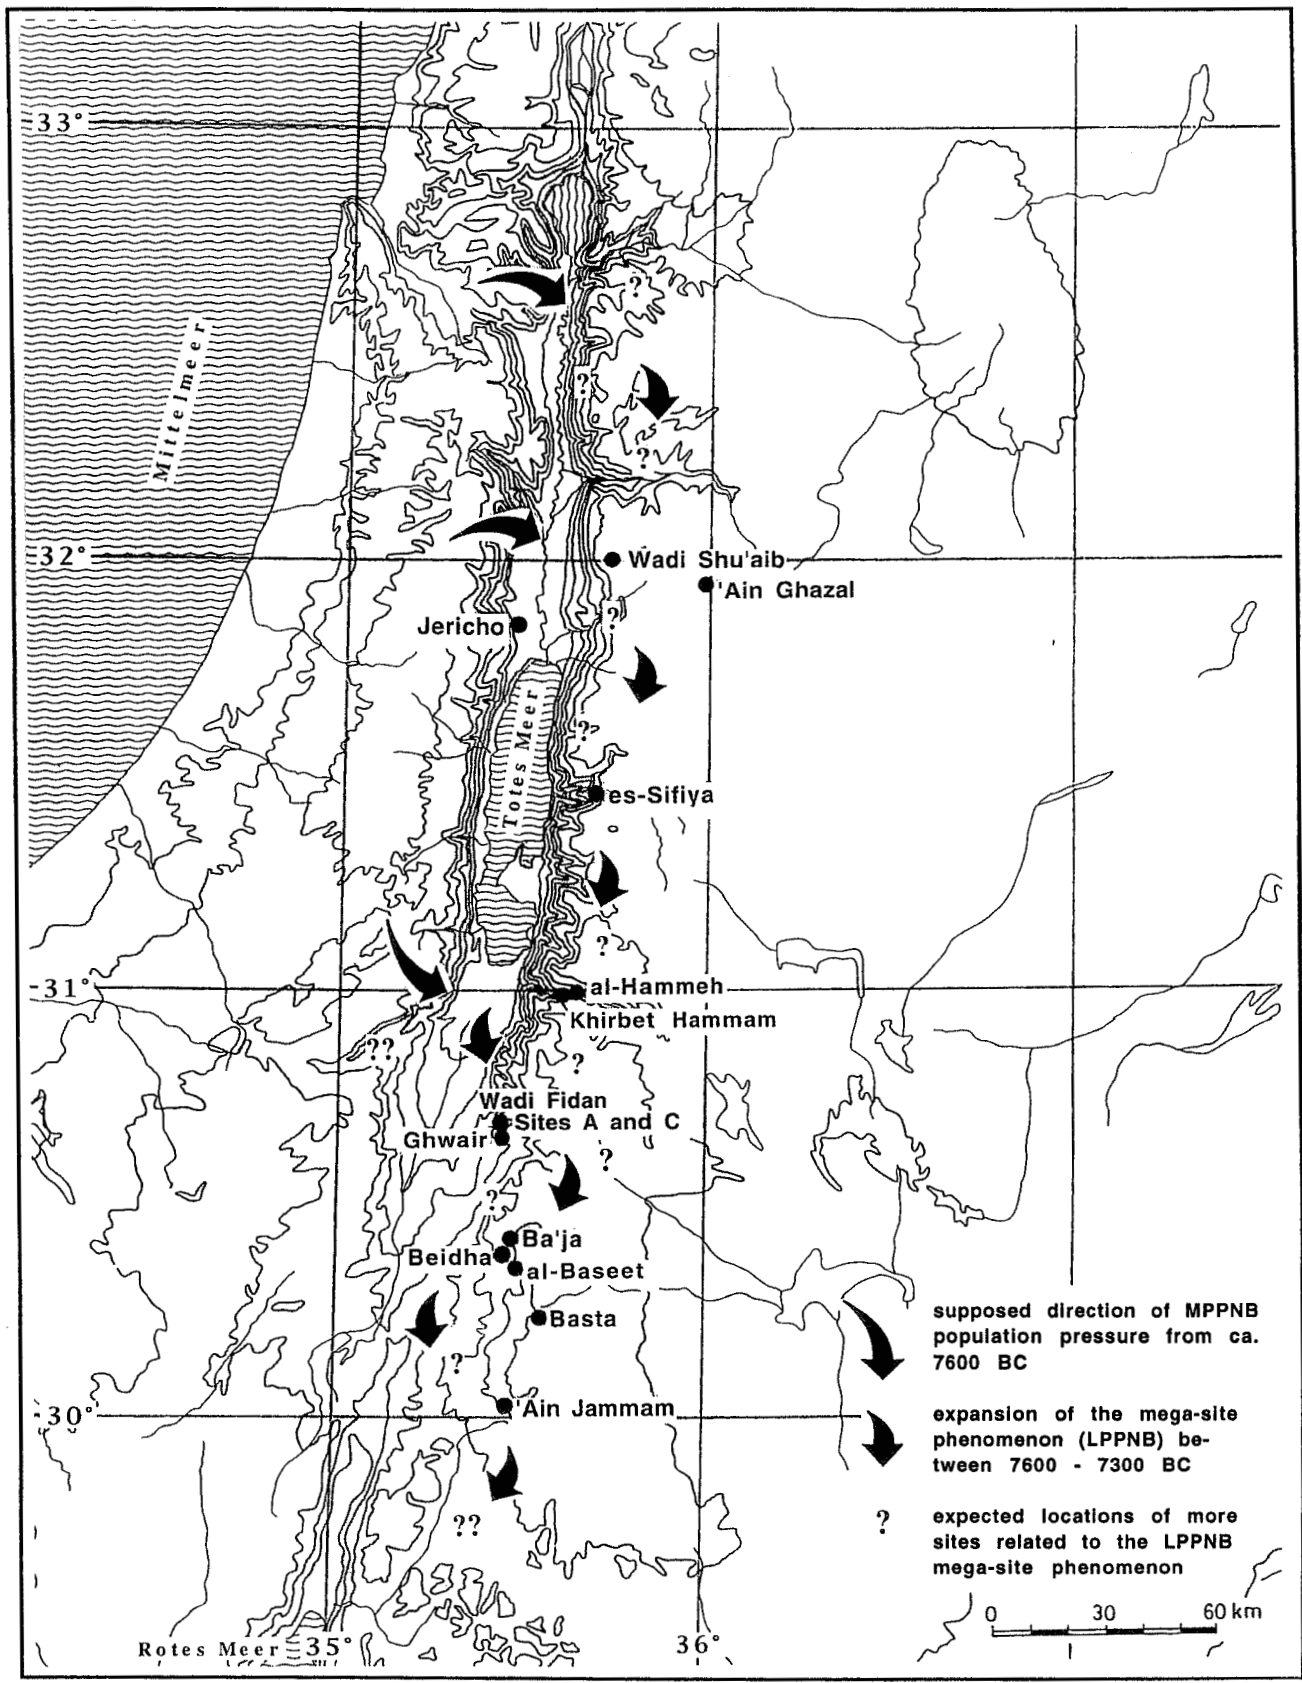 33°
Mittelmeer
?
?
?
32°
Wadi Shu'aib
'Ain Ghazal
?
Jericho
Totes Meer
?
es-Sifiya
?
31°
al-Hammeh
Khirbet Hammam
??
?
Wadi Fidan
Sites A and C
Ghwair
?
?
Ba'ja
Beidha
al-Baseet
Basta
?
30°
'Ain Jammam
??
supposed direction of MPPNB
population pressure from ca.
7600 BC
expansion of the mega-site
phenomenon (LPPNB) be-
tween 7600 - 7300 BC
?
expected locations of more
sites related to the LPPNB
mega-site phenomenon
0 30 60 km
Rotes Meer
35°
36°